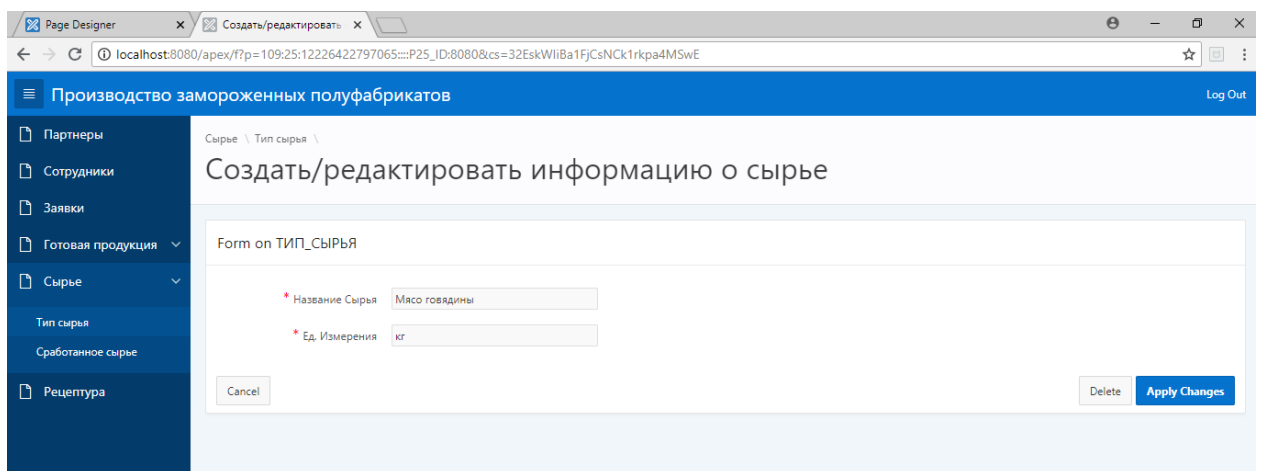 Page Designer
Создать/редактировать
localhost:8080/apex/f?p=109:25:12226422797065::::P25_ID:8080&cs=32EskWIiBa1FjCsNCk1rkpa4MSwE
Производство замороженных полуфабрикатов
Log Out
Партнеры
Сотрудники
Заявки
Готовая продукция
Сырье
Тип сырья
Сработанное сырье
Рецептура
Сырье \ Тип сырья \
Создать/редактировать информацию о сырье
Form on ТИП_СЫРЬЯ
* Название Сырья Мясо говядины
* Ед. Измерения кг
Cancel Delete Apply Changes